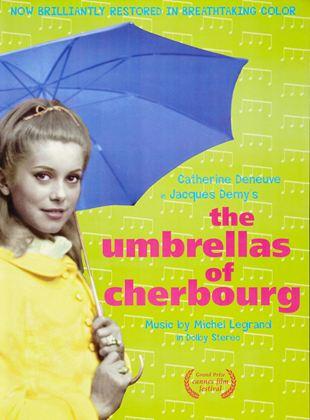 NOW BRILLIANTLY RESTORED IN BREATHTAKING COLOR
Catherine Deneuve
in Jacques Demy's
the
umbrellas
of
cherbourg
Music by Michel Legrand
in Dolby Stereo
Grand Prix
cannes film
festival